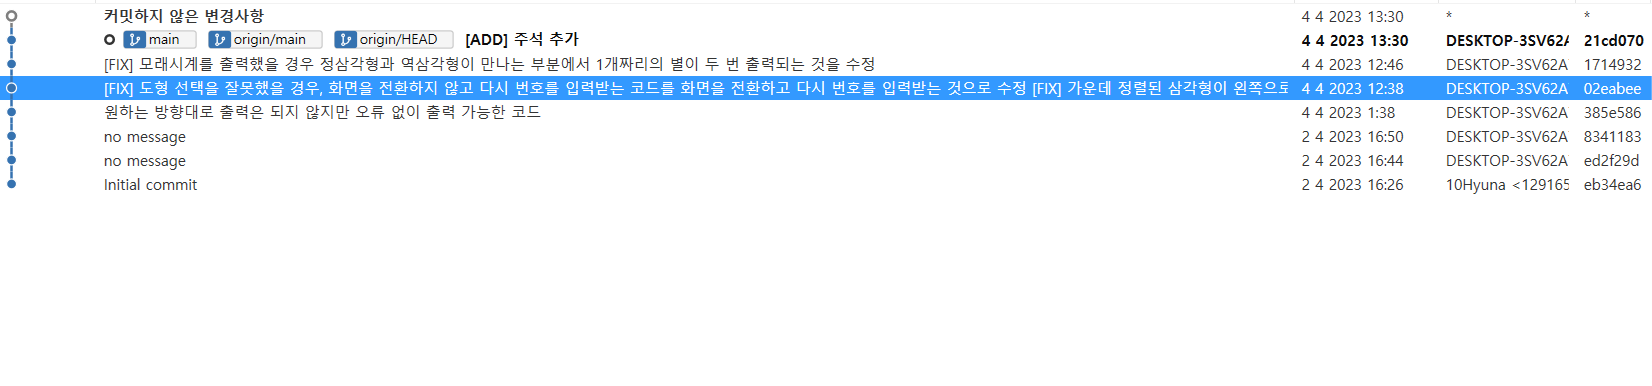 커밋하지 않은 변경사항 4 4 2023 13:30 * *
main origin/main origin/HEAD [ADD] 주석 추가 4 4 2023 13:30 DESKTOP-3SV62A 21cd070
[FIX] 모래시계를 출력했을 경우 정삼각형과 역삼각형이 만나는 부분에서 1개짜리의 별이 두 번 출력되는 것을 수정 4 4 2023 12:46 DESKTOP-3SV62A 1714932
[FIX] 도형 선택을 잘못했을 경우, 화면을 전환하지 않고 다시 번호를 입력받는 코드를 화면을 전환하고 다시 번호를 입력받는 것으로 수정 [FIX] 가운데 정렬된 삼각형이 왼쪽으로 4 4 2023 12:38 DESKTOP-3SV62A 02eabee
원하는 방향대로 출력은 되지 않지만 오류 없이 출력 가능한 코드 4 4 2023 1:38 DESKTOP-3SV62A 385e586
no message 2 4 2023 16:50 DESKTOP-3SV62A 8341183
no message 2 4 2023 16:44 DESKTOP-3SV62A ed2f29d
Initial commit 2 4 2023 16:26 10Hyuna <129165 eb34ea6